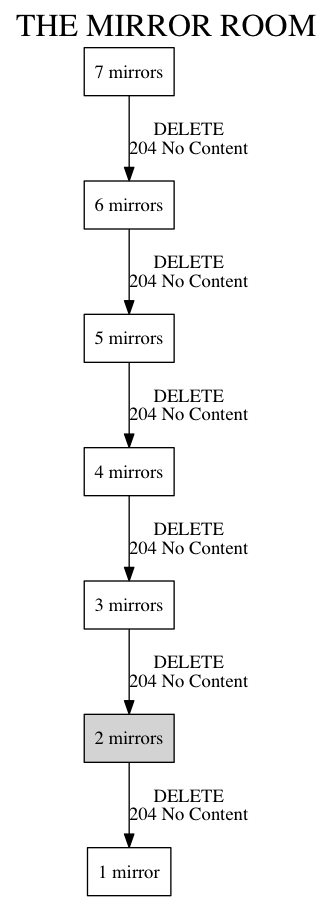 THE MIRROR ROOM
7 mirrors
DELETE
204 No Content
6 mirrors
DELETE
204 No Content
5 mirrors
DELETE
204 No Content
4 mirrors
DELETE
204 No Content
3 mirrors
DELETE
204 No Content
2 mirrors
DELETE
204 No Content
1 mirror